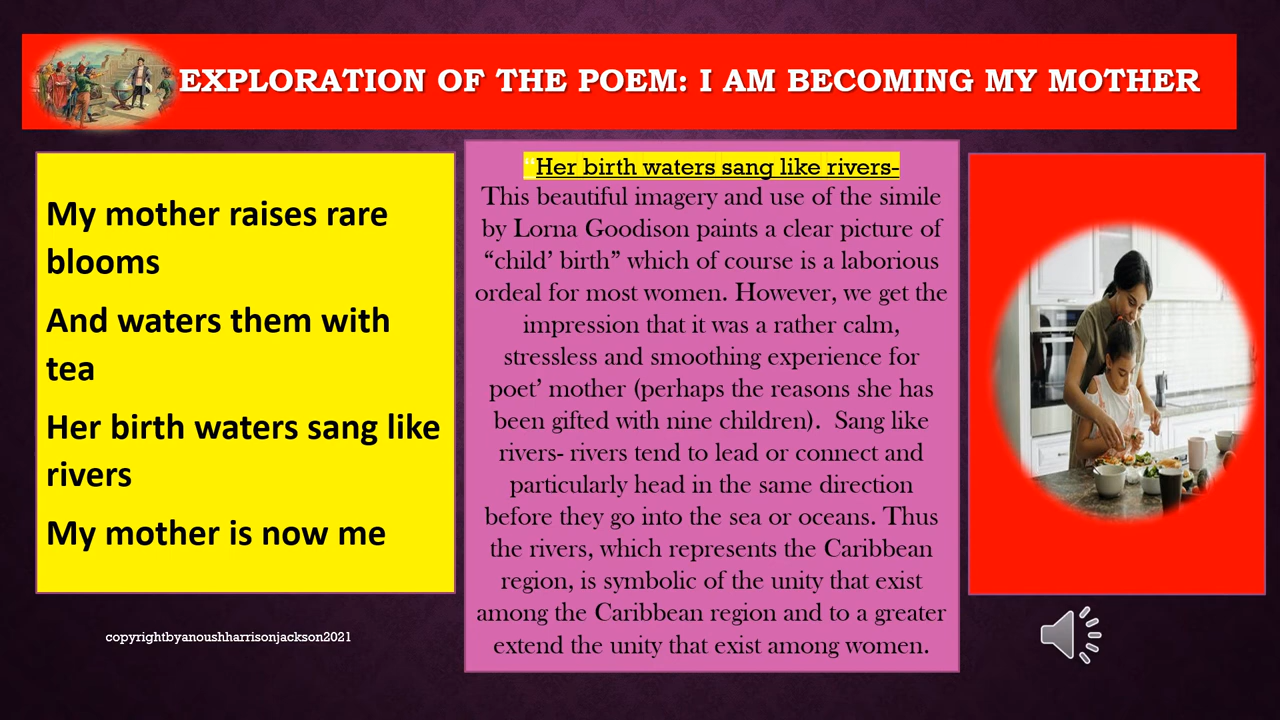 EXPLORATION OF THE POEM: I AM BECOMING MY MOTHER
My mother raises rare
blooms
And waters them with
tea
Her birth waters sang like
rivers
My mother is now me
“Her birth waters sang like rivers-
This beautiful imagery and use of the simile
by Lorna Goodison paints a clear picture of
“child’ birth” which of course is a laborious
ordeal for most women. However, we get the
impression that it was a rather calm,
stressless and smoothing experience for
poet’ mother (perhaps the reasons she has
been gifted with nine children). Sang like
rivers- rivers tend to lead or connect and
particularly head in the same direction
before they go into the sea or oceans. Thus
the rivers, which represents the Caribbean
region, is symbolic of the unity that exist
among the Caribbean region and to a greater
extend the unity that exist among women.
copyrightbyanoushharrisonjackson2021